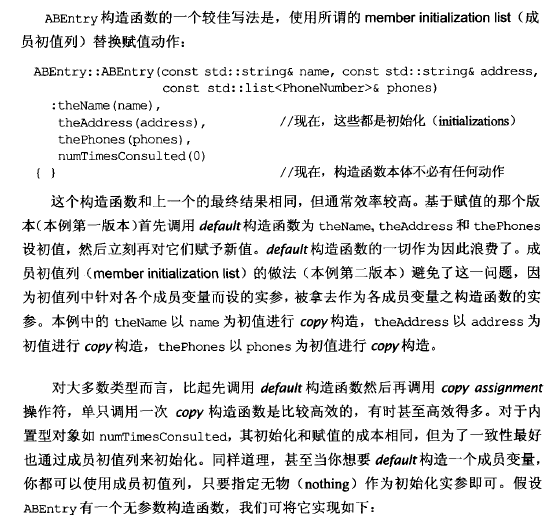 ABEntry 构造函数的一个较佳写法是，使用所谓的 member initialization list（成
员初值列）替换赋值动作：
ABEntry::ABEntry(const std::string& name, const std::string& address,
const std::list<PhoneNumber>& phones)
:theName(name),
theAddress(address), //现在，这些都是初始化（initializations）
thePhones(phones),
numTimesConsulted(0)
{ } //现在，构造函数本体不必有任何动作
这个构造函数和上一个的最终结果相同，但通常效率较高。基于赋值的那个版
本（本例第一版本）首先调用 default 构造函数为 theName, theAddress 和 thePhones
设初值，然后立刻再对它们赋予新值。default 构造函数的一切作为因此浪费了。成
员初值列（member initialization list）的做法（本例第二版本）避免了这一问题，因
为初值列中针对各个成员变量而设的实参，被拿去作为各成员变量之构造函数的实
参。本例中的 theName 以 name 为初值进行 copy 构造，theAddress 以 address 为
初值进行 copy 构造，thePhones 以 phones 为初值进行 copy 构造。
对大多数类型而言，比起先调用 default 构造函数然后再调用 copy assignment
操作符，单只调用一次 copy 构造函数是比较高效的，有时甚至高效得多。对于内
置型对象如 numTimesConsulted，其初始化和赋值的成本相同，但为了一致性最好
也通过成员初值列来初始化。同样道理，甚至当你想要 default 构造一个成员变量，
你都可以使用成员初值列，只要指定无物（nothing）作为初始化实参即可。假设
ABEntry 有一个无参数构造函数，我们可将它实现如下：